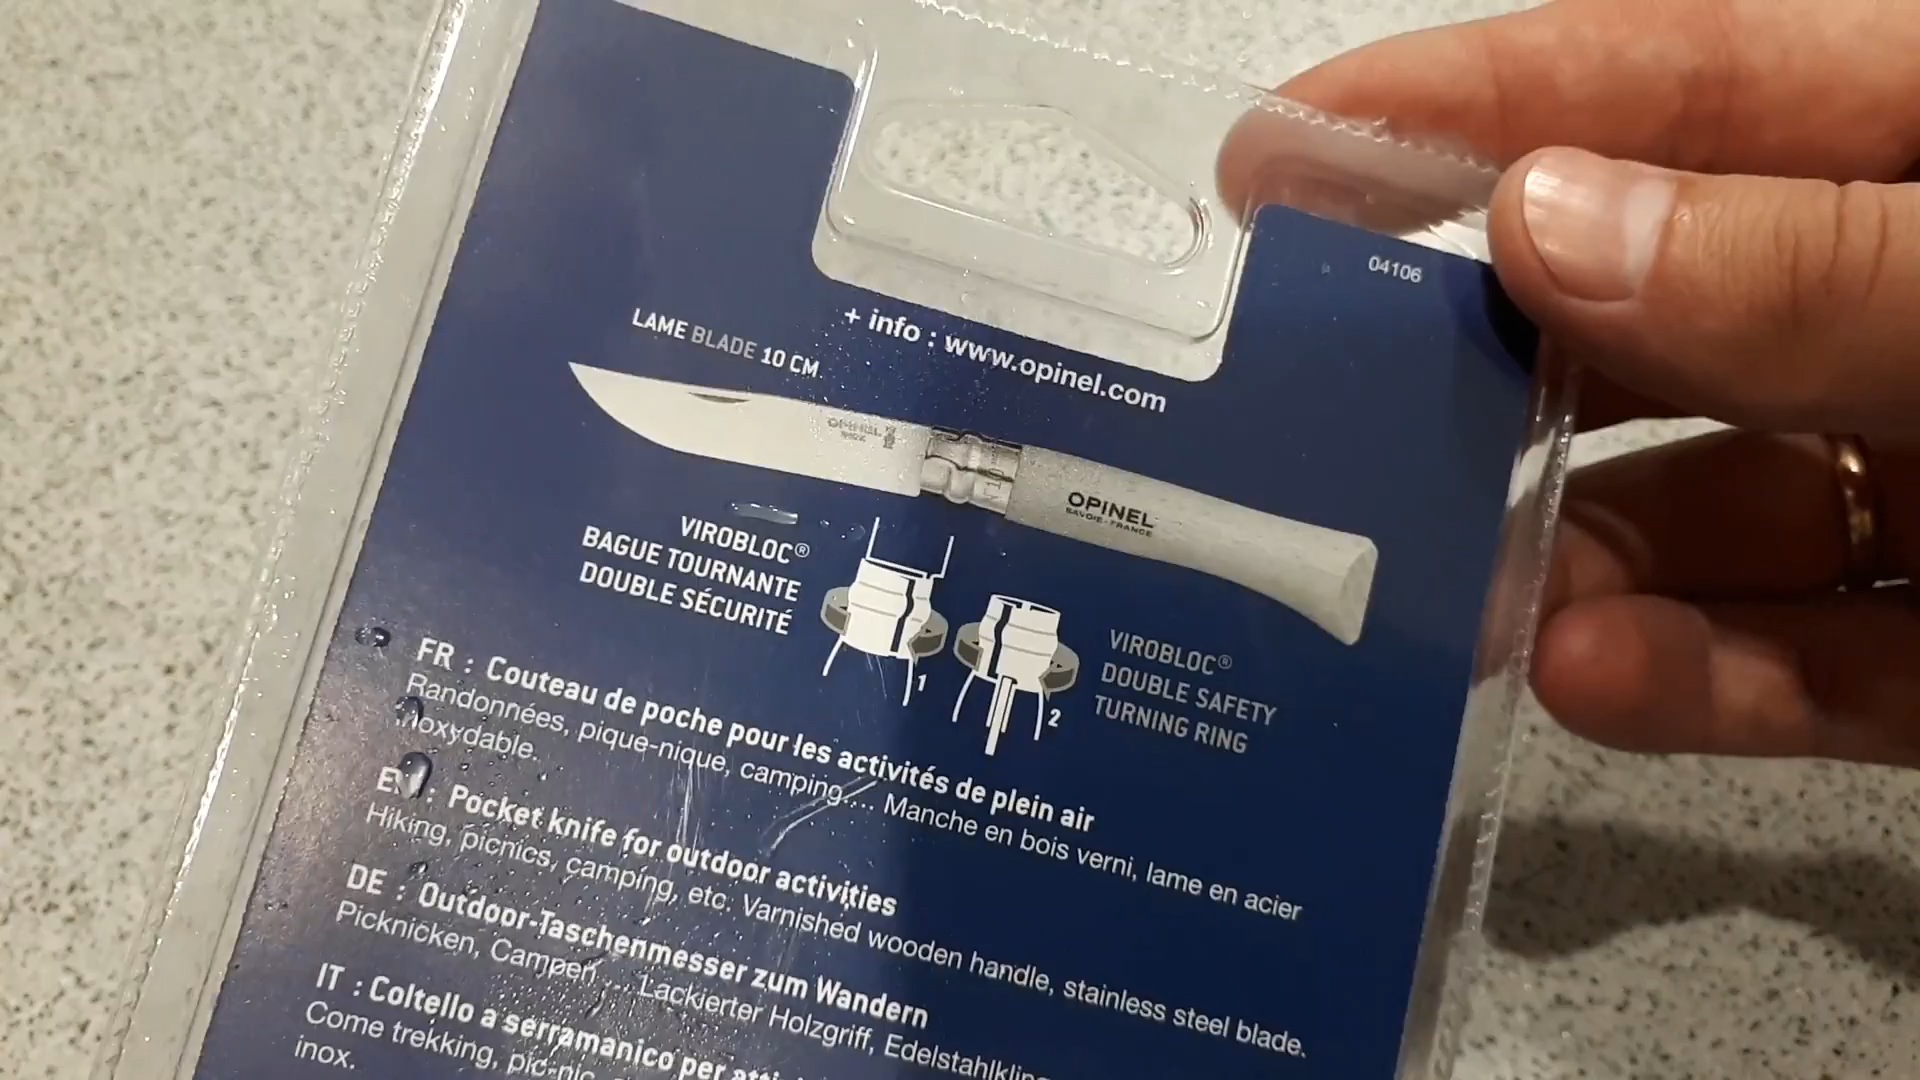 04106
+ info : www.opinel.com
LAME BLADE 10 CM
OPINEL
INOX
N°10
OPINEL
SAVOIE - FRANCE
VIROBLOC®
BAGUE TOURNANTE
DOUBLE SÉCURITÉ
1
2
VIROBLOC®
DOUBLE SAFETY
TURNING RING
FR : Couteau de poche pour les activités de plein air
Randonnées, pique-nique, camping.... Manche en bois verni, lame en acier
inoxydable.
EN : Pocket knife for outdoor activities
Hiking, picnics, camping, etc. Varnished wooden handle, stainless steel blade.
DE : Outdoor-Taschenmesser zum Wandern
Picknicken, Campen... Lackierter Holzgriff,
IT : Coltello a serramanico per
Come trekking,
inox.